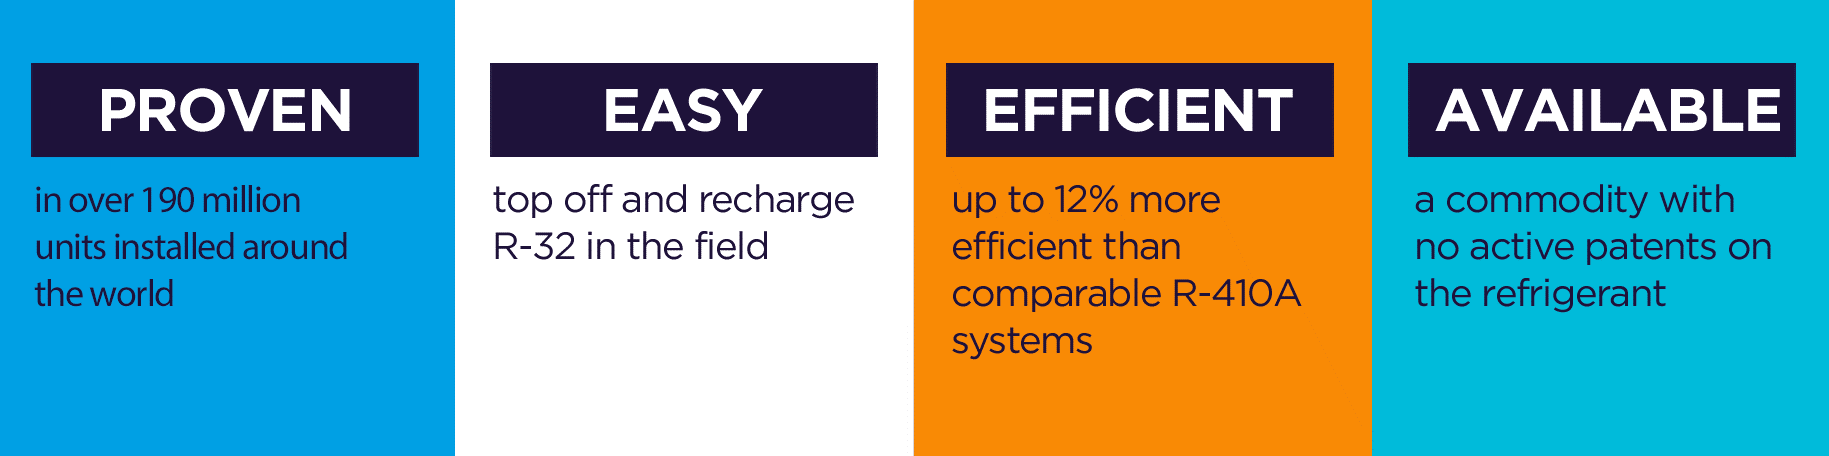 PROVEN
in over 190 million
units installed around
the world
EASY
top off and recharge
R-32 in the field
EFFICIENT
up to 12% more
efficient than
comparable R-410A
systems
AVAILABLE
a commodity with
no active patents on
the refrigerant